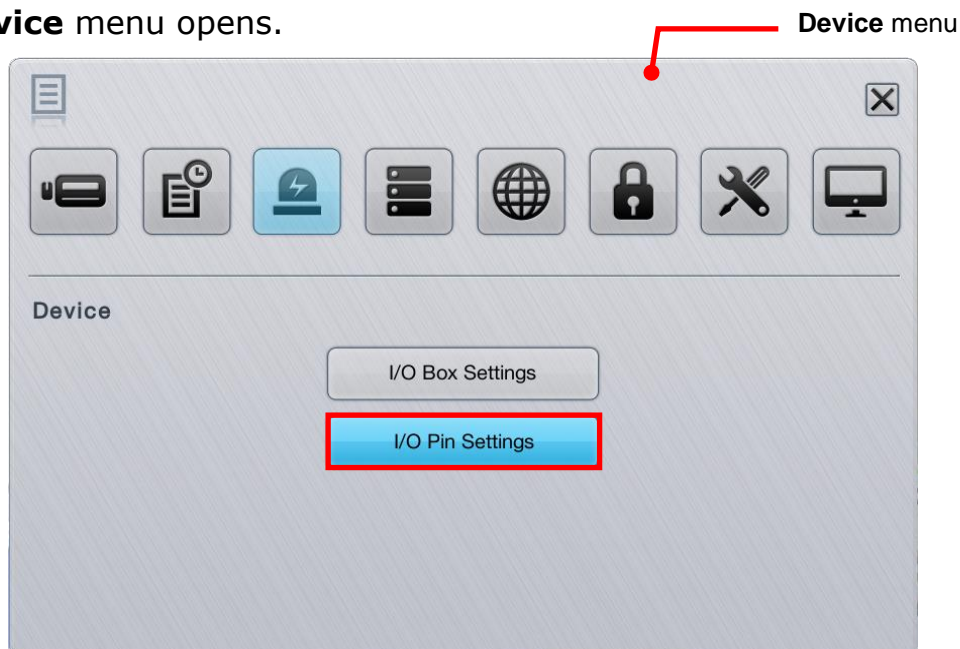 vice menu opens.
Device menu
Device
I/O Box Settings
I/O Pin Settings